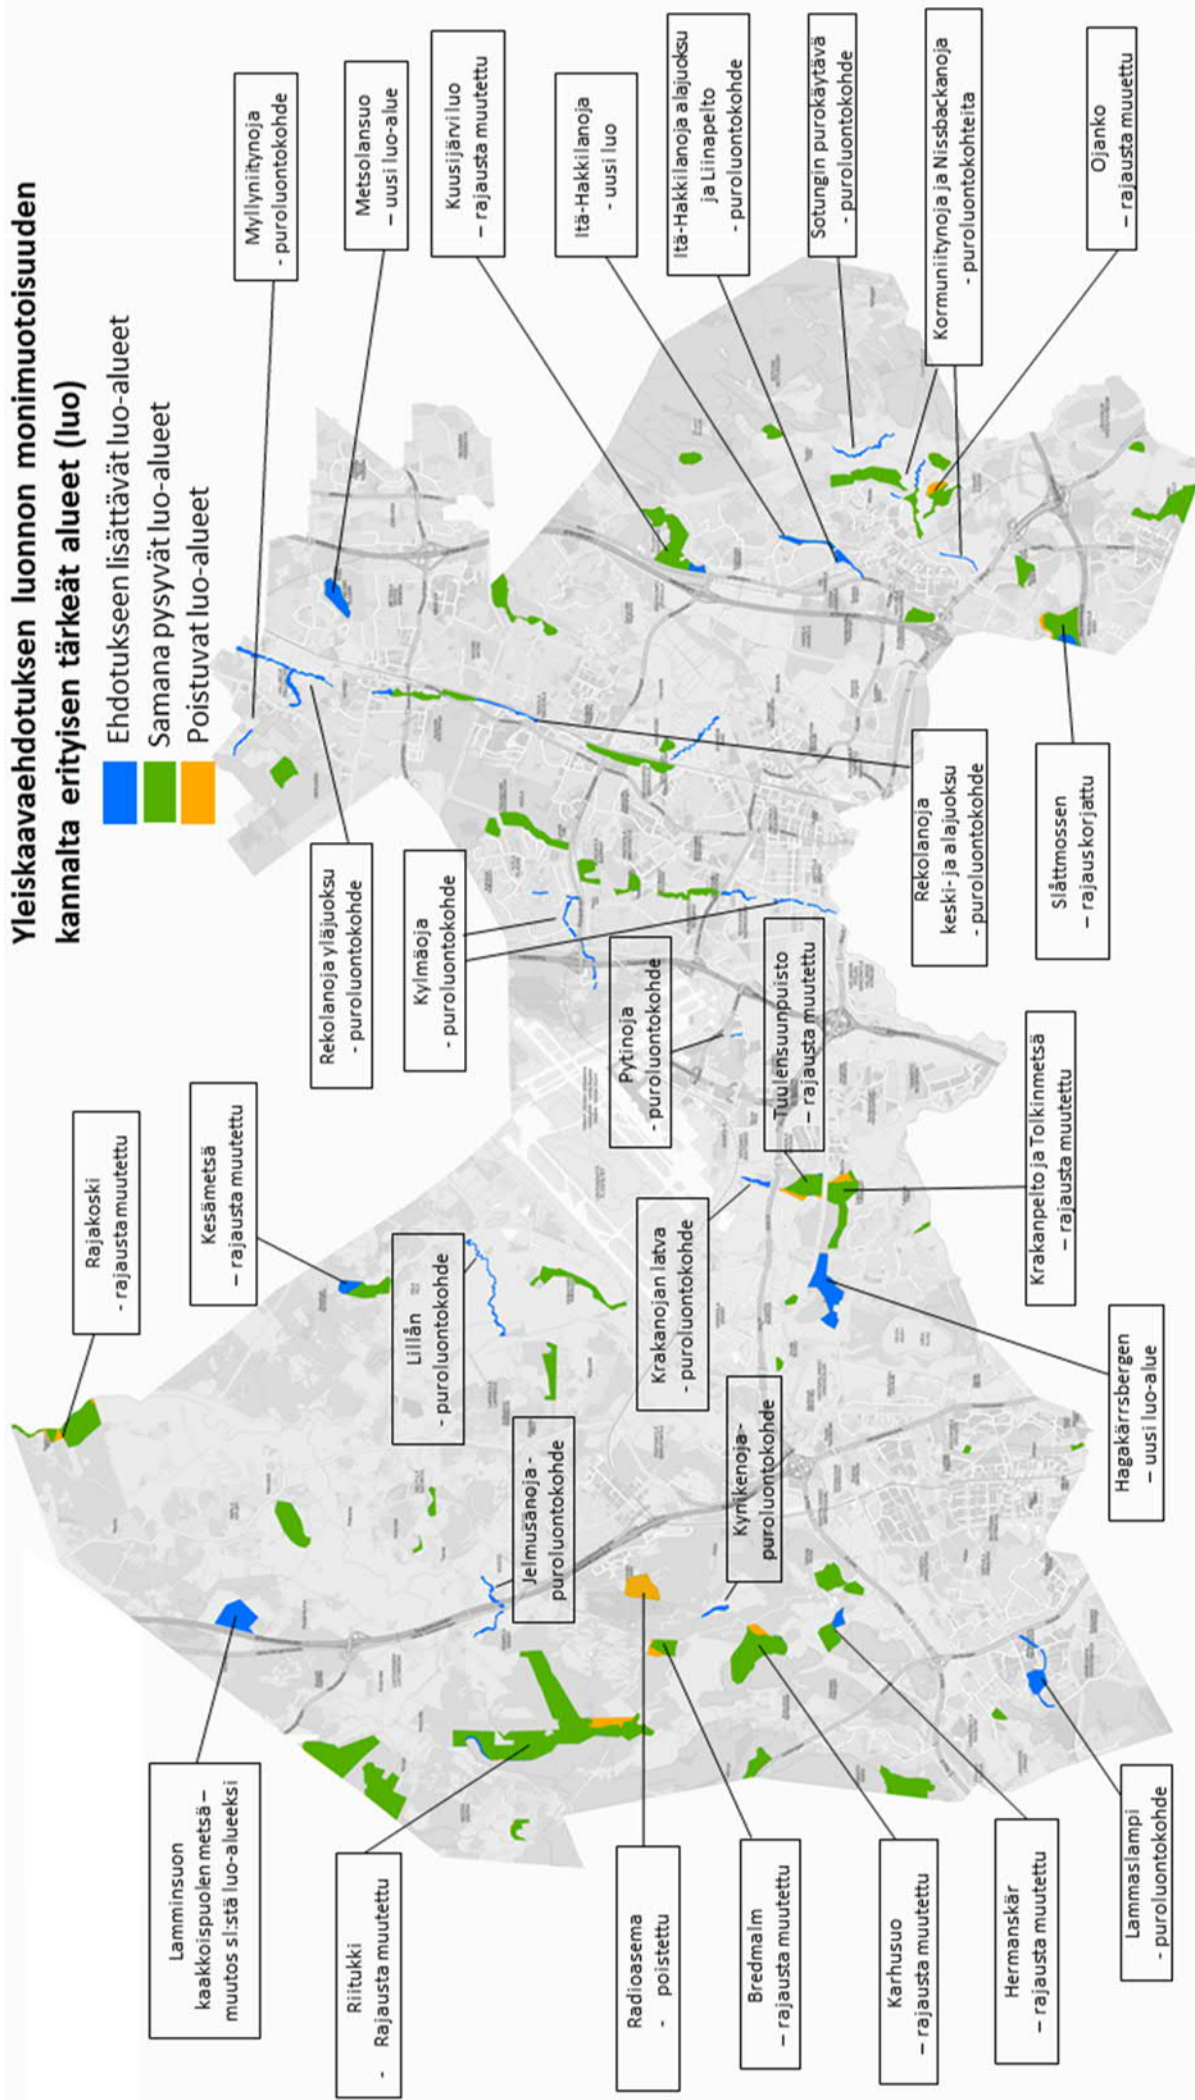 Yleiskaavaehdotuksen luonnon monimuotoisuuden
kannalta erityisen tärkeät alueet (luo)
Ehdotukseen lisättävät luo-alueet
Samana pysyvät luo-alueet
Poistuvat luo-alueet
Lamminsuon
kaakkoispuolen metsä –
muutos sl:stä luo-alueeksi
Rajakoski
- rajausta muutettu
Kesämetsä
– rajausta muutettu
Rekolanoja yläjuoksu
- puroluontokohde
Kylmäoja
- puroluontokohde
Myllyniitynoja
- puroluontokohde
Metsolansuo
– uusi luo-alue
Kuusijärvi luo
– rajausta muutettu
Itä-Hakkilanoja
- uusi luo
Itä-Hakkilanoja alajuoksu
ja Liinapelto
- puroluontokohde
Sotungin purokäytävä
- puroluontokohde
Kormuniitynoja ja Nissbackanoja
- puroluontokohteita
Ojanko
– rajausta muuettu
Riitukki
- Rajausta muutettu
Jelmusanoja -
puroluontokohde
Lillån
- puroluontokohde
Pytinoja
- puroluontokohde
Krakanojan latva
- puroluontokohde
Tuulensuunpuisto
– rajausta muutettu
Kynikenoja-
puroluontokohde
Radioasema
- poistettu
Bredmalm
– rajausta muutettu
Karhusuo
– rajausta muutettu
Hermanskär
– rajausta muutettu
Lammaslampi
- puroluontokohde
Hagakärrsbergen
– uusi luo-alue
Krakanpelto ja Tolkinmetsä
– rajausta muutettu
Rekolanoja
keski- ja alajuoksu
- puroluontokohde
Slåttmossen
– rajauskorjattu